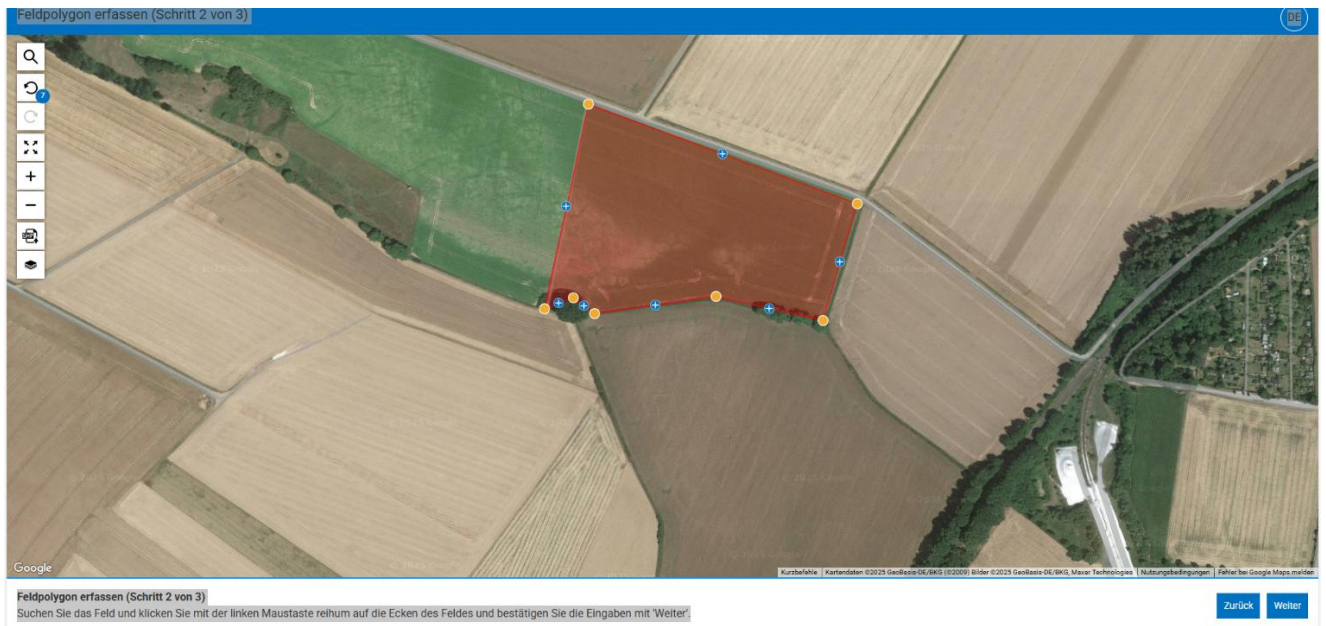 Feldpolygon erfassen (Schritt 2 von 3)
DE
7
Google
Kurzbefehle
Kartendaten ©2025 GeoBasis-DE/BKG (©2009) Bilder ©2025 GeoBasis-DE/BKG, Maxar Technologies
Nutzungsbedingungen
Fehler bei Google Maps melden
Feldpolygon erfassen (Schritt 2 von 3)
Suchen Sie das Feld und klicken Sie mit der linken Maustaste reihum auf die Ecken des Feldes und bestätigen Sie die Eingaben mit 'Weiter'.
Zurück
Weiter